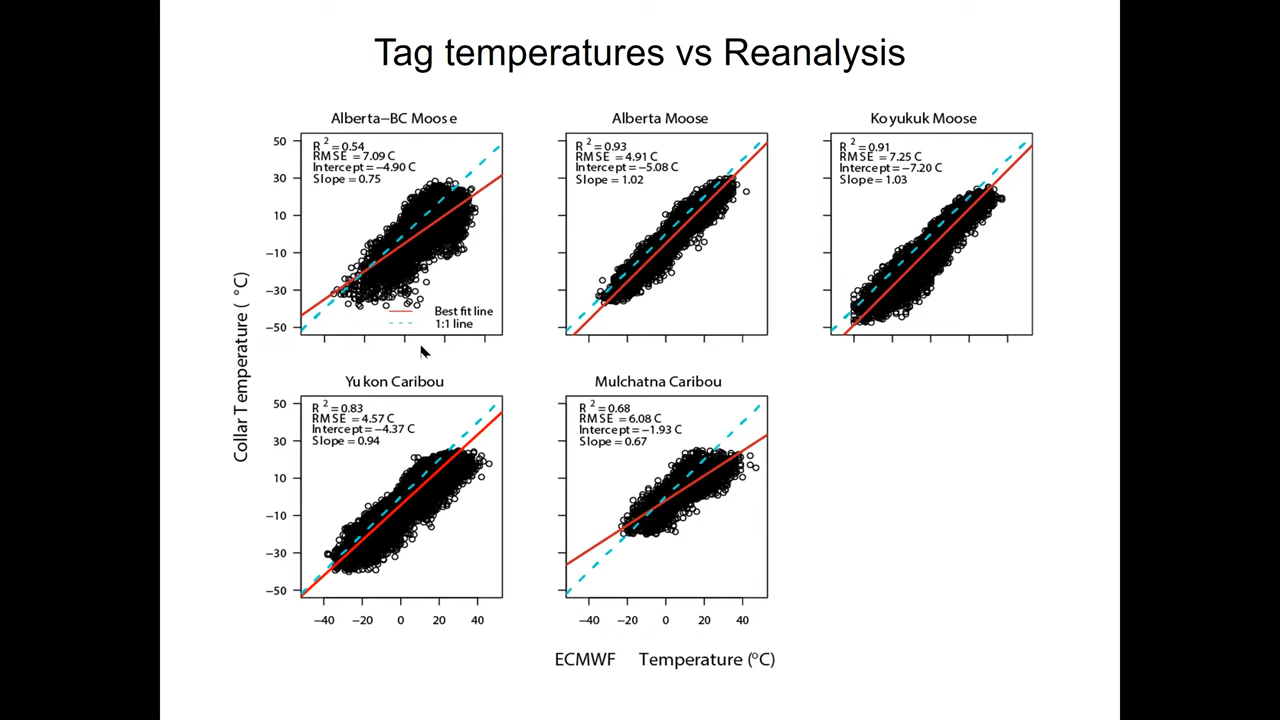 Tag temperatures vs Reanalysis
Alberta−BC Moose
R 2 = 0.54
RMSE = 7.09 C
Intercept = −4.90 C
Slope = 0.75
50
30
10
−10
−30
−50
Best fit line
1:1 line
Alberta Moose
R 2 = 0.93
RMSE = 4.91 C
Intercept = −5.08 C
Slope = 1.02
Koyukuk Moose
R 2 = 0.91
RMSE = 7.25 C
Intercept = −7.20 C
Slope = 1.03
Collar Temperature ( °C)
Yukon Caribou
R 2 = 0.83
RMSE = 4.57 C
Intercept = −4.37 C
Slope = 0.94
50
30
10
−10
−30
−50
−40 −20 0 20 40
Mulchatna Caribou
R 2 = 0.68
RMSE = 6.08 C
Intercept = −1.93 C
Slope = 0.67
−40 −20 0 20 40
ECMWF Temperature (°C)